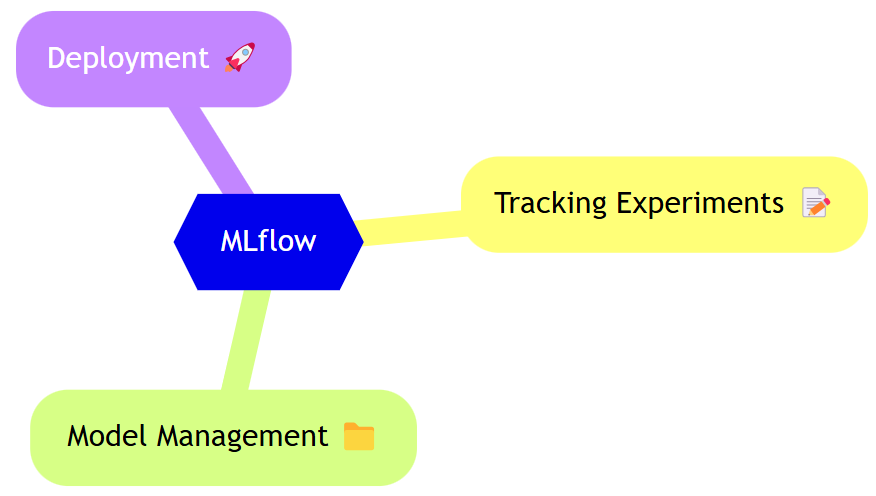 Deployment 🚀
Tracking Experiments 📝
MLflow
Model Management 📁